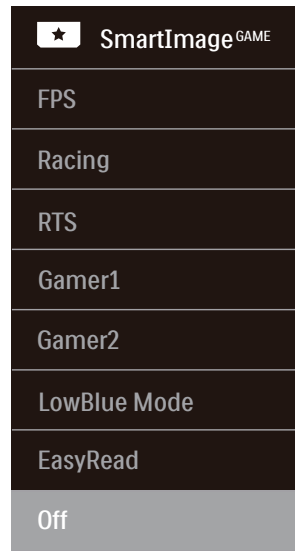 SmartImage GAME
FPS
Racing
RTS
Gamer1
Gamer2
LowBlue Mode
EasyRead
Off